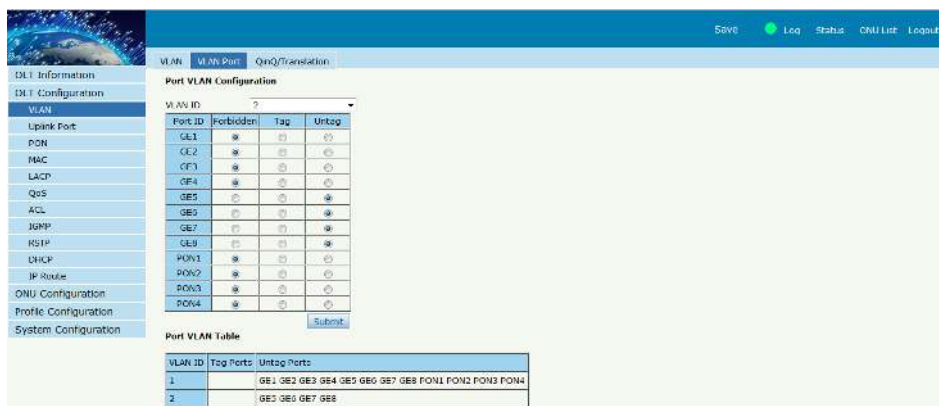 Save Log Status ONU List Logout
VLAN VLAN Port QinQ/Translation
OLT Information
OLT Configuration
VLAN
Uplink Port
PON
MAC
LACP
QoS
ACL
IGMP
RSTP
DHCP
IP Route
ONU Configuration
Profile Configuration
System Configuration
Port VLAN Configuration
VLAN ID 2
Port ID Forbidden Tag Untag
GE1
GE2
GE3
GE4
GE5
GE6
GE7
GE8
PON1
PON2
PON3
PON4
Submit
Port VLAN Table
VLAN ID Tag Ports Untag Ports
1 GE1 GE2 GE3 GE4 GE5 GE6 GE7 GE8 PON1 PON2 PON3 PON4
2 GE5 GE6 GE7 GE8